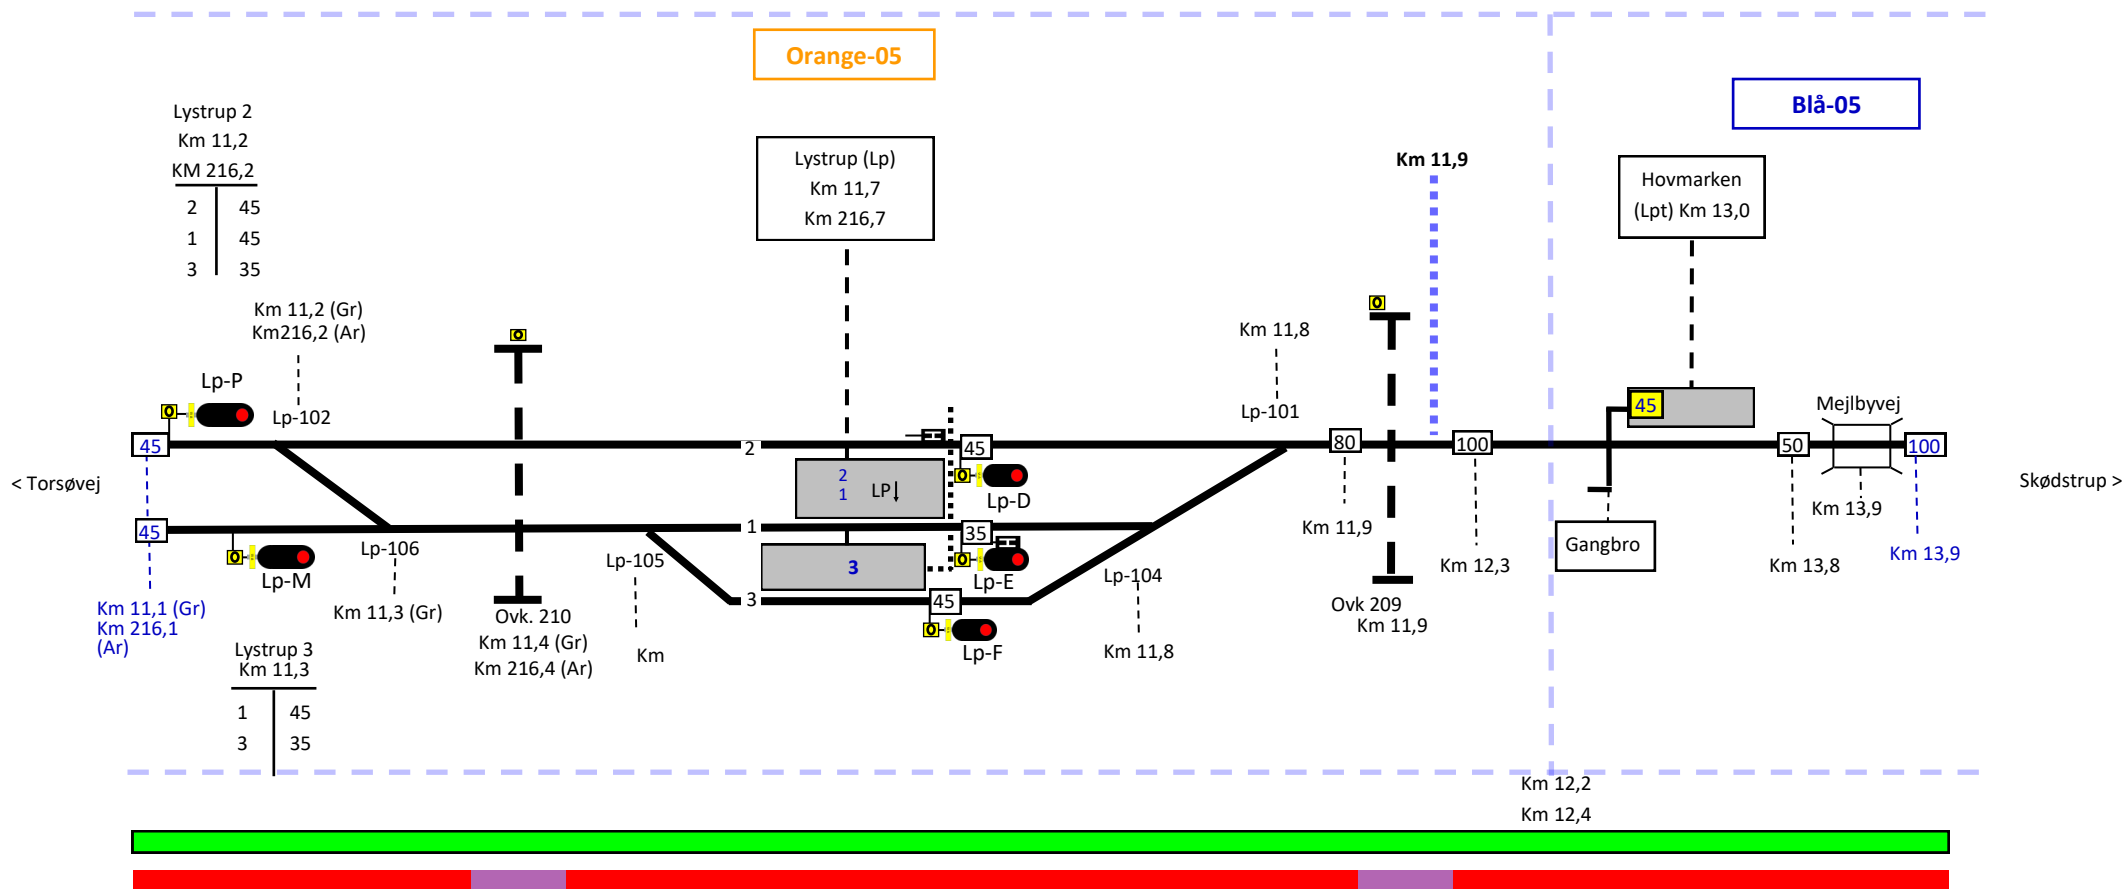 Orange-05
Blå-05
Lystrup 2
Km 11,2
KM 216,2
2 45
1 45
3 35
Lystrup (Lp)
Km 11,7
Km 216,7
Km 11,9
Hovmarken
(Lpt) Km 13,0
Km 11,2 (Gr)
Km216,2 (Ar)
Km 11,8
Lp-P
Lp-102
Lp-101
45
Mejlbyvej
45
2
45
80
100
50
100
< Torsøvej
2
1
LP↓
Lp-D
Skødstrup >
Km 11,9
Km 13,9
45
1
35
Lp-M
Lp-106
Lp-105
3
Lp-E
Lp-104
Km 12,3
Gangbro
Km 13,8
Km 13,9
Km 11,1 (Gr)
Km 216,1
(Ar)
Km 11,3 (Gr)
3
45
Ovk. 210
Km 11,4 (Gr)
Km 216,4 (Ar)
Km
Lp-F
Km 11,8
Ovk 209
Km 11,9
Lystrup 3
Km 11,3
1 45
3 35
Km 12,2
Km 12,4